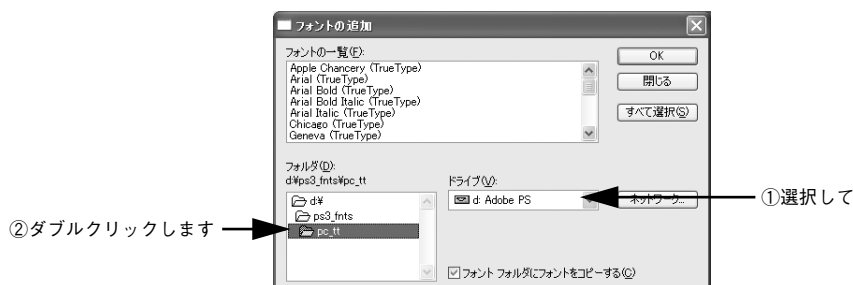 フォントの追加
フォントの一覧(F):
Apple Chancery (TrueType)
Arial (TrueType)
Arial Bold (TrueType)
Arial Bold Italic (TrueType)
Arial Italic (TrueType)
Chicago (TrueType)
Geneva (TrueType)
OK
閉じる
すべて選択(S)
フォルダ(D):
d:¥ps3_fnts¥pc_tt
d:¥
ps3_fnts
pc_tt
ドライブ(V):
d: Adobe PS
ネットワーク...
①選択して
②ダブルクリックします
フォント フォルダにフォントをコピーする(C)